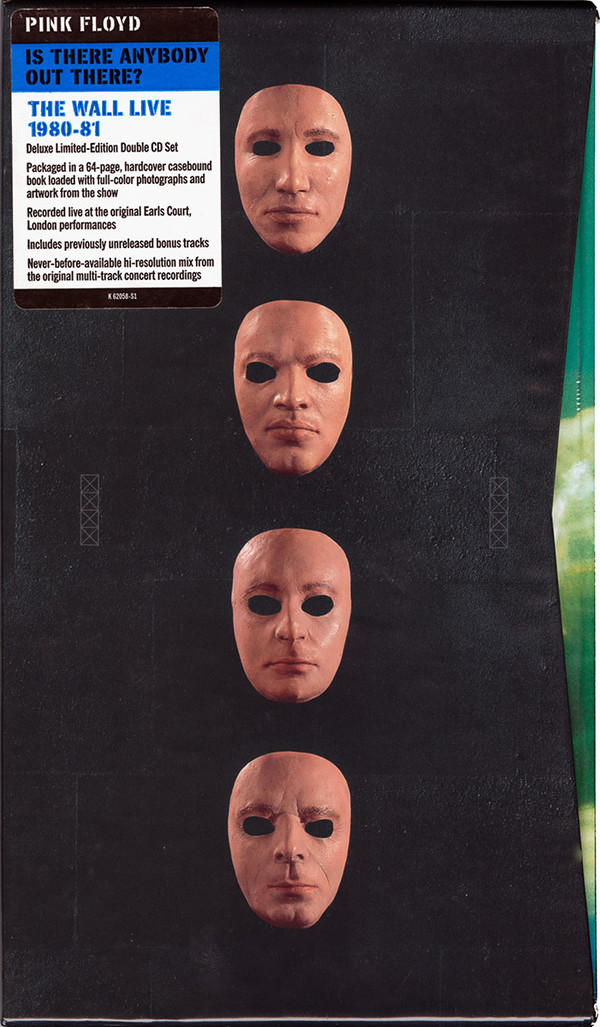 PINK FLOYD
IS THERE ANYBODY
OUT THERE?
THE WALL LIVE
1980-81
Deluxe Limited-Edition Double CD Set
Packaged in a 64-page, hardcover casebound
book loaded with full-color photographs and
artwork from the show
Recorded live at the original Earls Court,
London performances
Includes previously unreleased bonus tracks
Never-before-available hi-resolution mix from
the original multi-track concert recordings
K 62058-S1